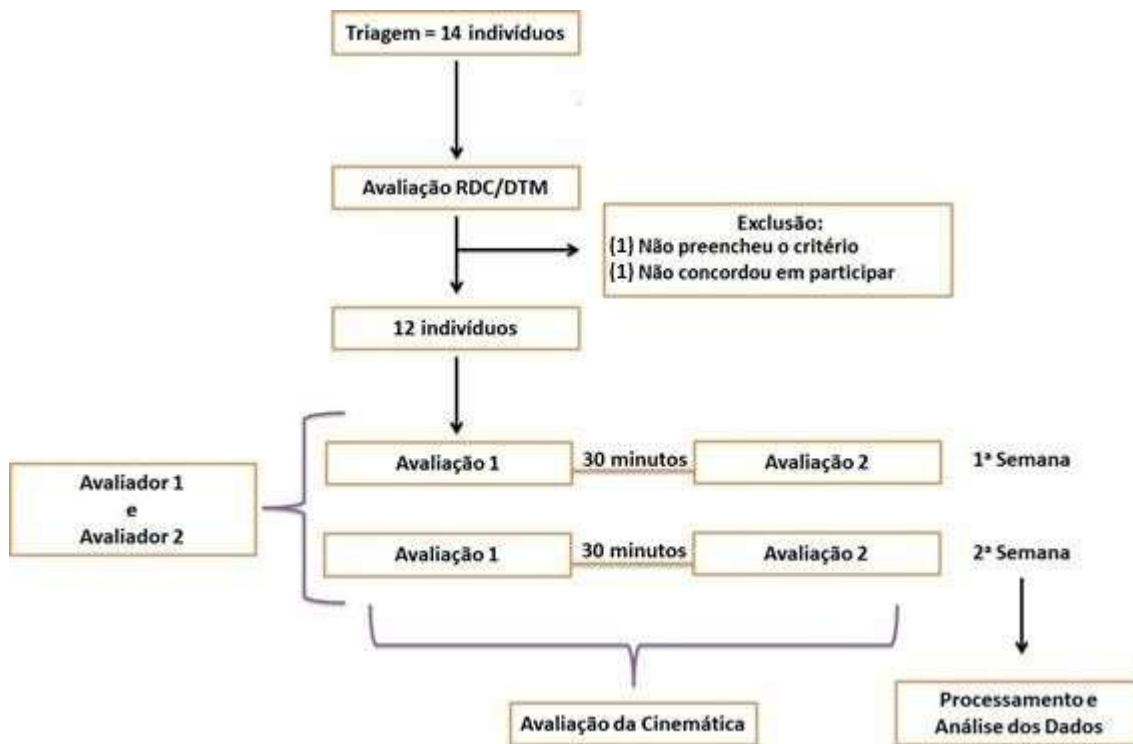 Triagem = 14 indivíduos
Avaliação RDC/DTM
Exclusão:
(1) Não preencheu o critério
(1) Não concordou em participar
12 indivíduos
Avaliador 1
e
Avaliador 2
Avaliação 1
30 minutos
Avaliação 2
1ª Semana
Avaliação 1
30 minutos
Avaliação 2
2ª Semana
Avaliação da Cinemática
Processamento e
Análise dos Dados